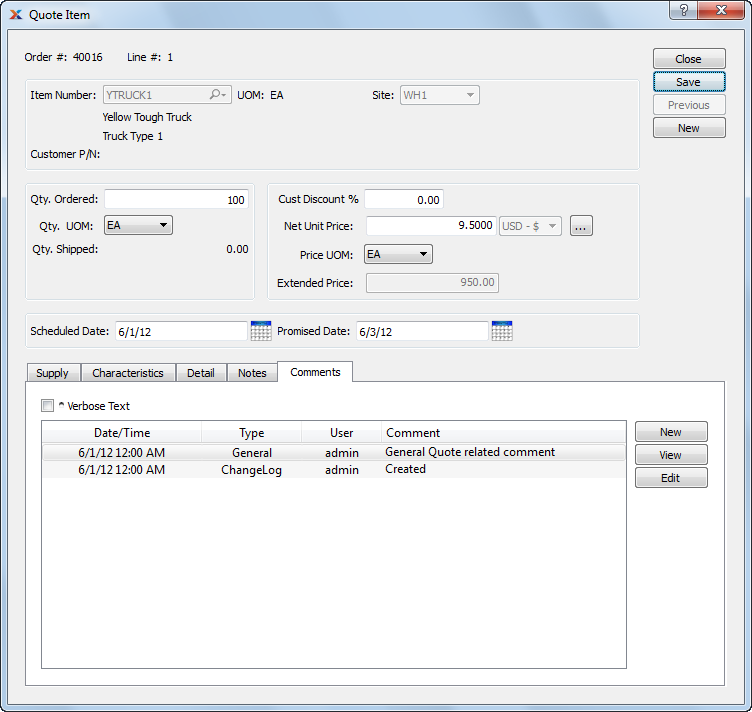 Quote Item
?
Order #: 40016 Line #: 1
Close
Save
Previous
New
Item Number: YTRUCK1 UOM: EA Site: WH1
Yellow Tough Truck
Truck Type 1
Customer P/N:
Qty. Ordered: 100
Qty. UOM: EA
Qty. Shipped: 0.00
Cust Discount % 0.00
Net Unit Price: 9.5000 USD - $ ...
Price UOM: EA
Extended Price: 950.00
Scheduled Date: 6/1/12 Promised Date: 6/3/12
Supply Characteristics Detail Notes Comments
^ Verbose Text
Date/Time Type User Comment
6/1/12 12:00 AM General admin General Quote related comment
6/1/12 12:00 AM ChangeLog admin Created
New
View
Edit